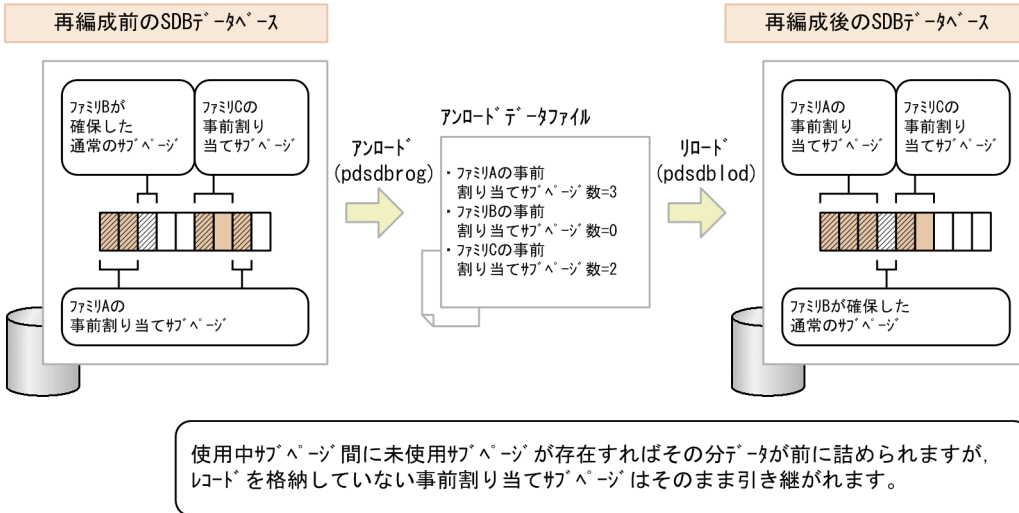 再編成前のSDBﾃﾞｰﾀﾍﾞｰｽ
再編成後のSDBﾃﾞｰﾀﾍﾞｰｽ
ﾌｧﾐﾘBが
確保した
通常のｻﾌﾞﾍﾟｰｼﾞ
ﾌｧﾐﾘCの
事前割り
当てｻﾌﾞﾍﾟｰｼﾞ
ﾌｧﾐﾘAの
事前割り当てｻﾌﾞﾍﾟｰｼﾞ
ｱﾝﾛｰﾄﾞ
(pdsdbrog)
ｱﾝﾛｰﾄﾞﾃﾞｰﾀﾌｧｲﾙ
・ﾌｧﾐﾘAの事前
割り当てｻﾌﾞﾍﾟｰｼﾞ数=3
・ﾌｧﾐﾘBの事前
割り当てｻﾌﾞﾍﾟｰｼﾞ数=0
・ﾌｧﾐﾘCの事前
割り当てｻﾌﾞﾍﾟｰｼﾞ数=2
ﾘﾛｰﾄﾞ
(pdsdblod)
ﾌｧﾐﾘAの
事前割り
当てｻﾌﾞﾍﾟｰｼﾞ
ﾌｧﾐﾘCの
事前割り
当てｻﾌﾞﾍﾟｰｼﾞ
ﾌｧﾐﾘBが確保した
通常のｻﾌﾞﾍﾟｰｼﾞ
使用中ｻﾌﾞﾍﾟｰｼﾞ間に未使用ｻﾌﾞﾍﾟｰｼﾞが存在すればその分ﾃﾞｰﾀが前に詰められますが,
ﾚｺｰﾄﾞを格納していない事前割り当てｻﾌﾞﾍﾟｰｼﾞはそのまま引き継がれます。